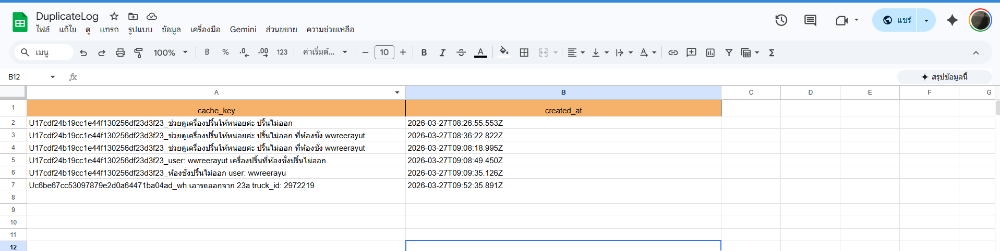 DuplicateLog
ไฟล์ แก้ไข ดู แทรก รูปแบบ ข้อมูล เครื่องมือ Gemini ส่วนขยาย ความช่วยเหลือ
แชร์
เมนู 100% ฿ % .0 .00 123 ค่าเริ่มต้... 10 B I S A Σ
B12 fx สรุปข้อมูลนี้
A B C D E F G
1 cache_key created_at
2 U17cdf24b19cc1e44f130256df23d3f23_ช่วยดูเครื่องปริ้นให้หน่อยค่ะ ปริ้นไม่ออก 2026-03-27T08:26:55.553Z
3 U17cdf24b19cc1e44f130256df23d3f23_ช่วยดูเครื่องปริ้นให้หน่อยค่ะ ปริ้นไม่ออก ที่ห้องชั่ง wwreerayut 2026-03-27T08:36:22.822Z
4 U17cdf24b19cc1e44f130256df23d3f23_ช่วยดูเครื่องปริ้นให้หน่อยค่ะ ปริ้นไม่ออก ที่ห้องชั่ง wwreerayut 2026-03-27T09:08:18.995Z
5 U17cdf24b19cc1e44f130256df23d3f23_user: wwreerayut เครื่องปริ้นที่ห้องชั่งปริ้นไม่ออก 2026-03-27T09:08:49.450Z
6 U17cdf24b19cc1e44f130256df23d3f23_ห้องชั่งปริ้นไม่ออก user: wwreerayu 2026-03-27T09:09:35.126Z
7 Uc6be67cc53097879e2d0a64471ba04ad_wh เอารถออกจาก 23a truck_id: 2972219 2026-03-27T09:52:35.891Z
8
9
10
11
12